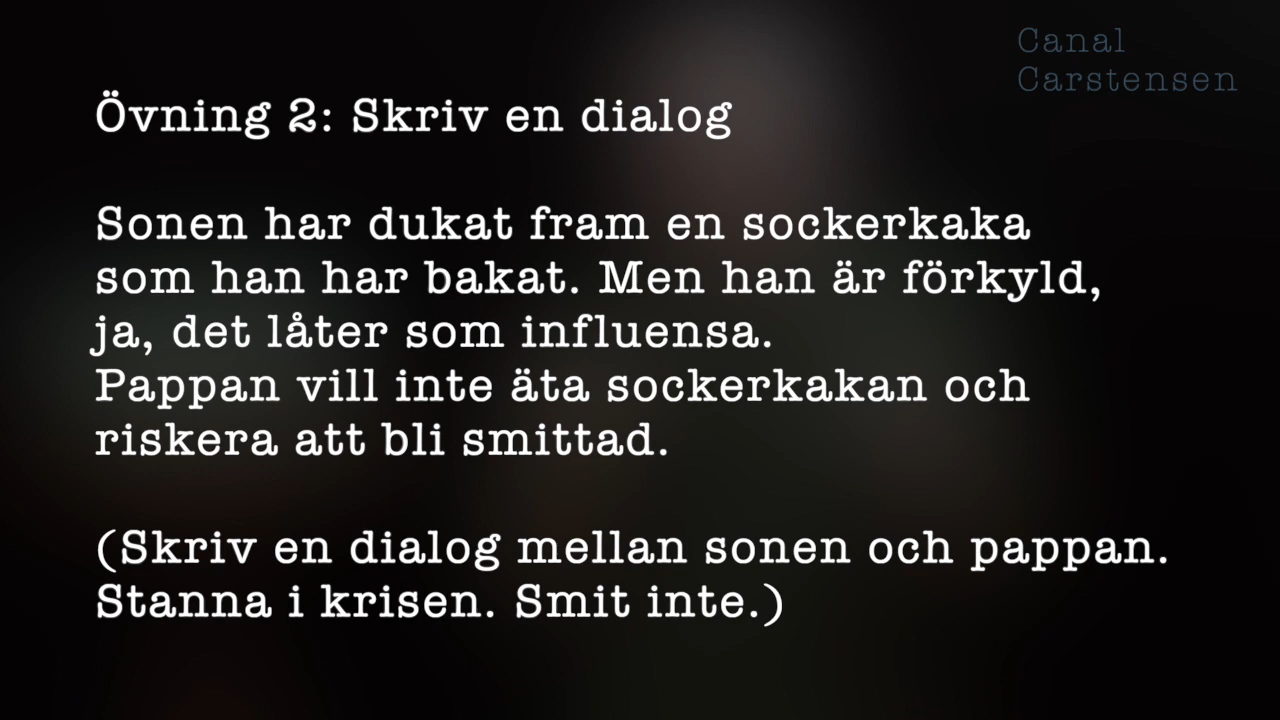 Canal
Carstensen
Övning 2: Skriv en dialog
Sonen har dukat fram en sockerkaka
som han har bakat. Men han är förkyld,
ja, det låter som influensa.
Pappan vill inte äta sockerkakan och
riskera att bli smittad.
(Skriv en dialog mellan sonen och pappan.
Stanna i krisen. Smit inte.)